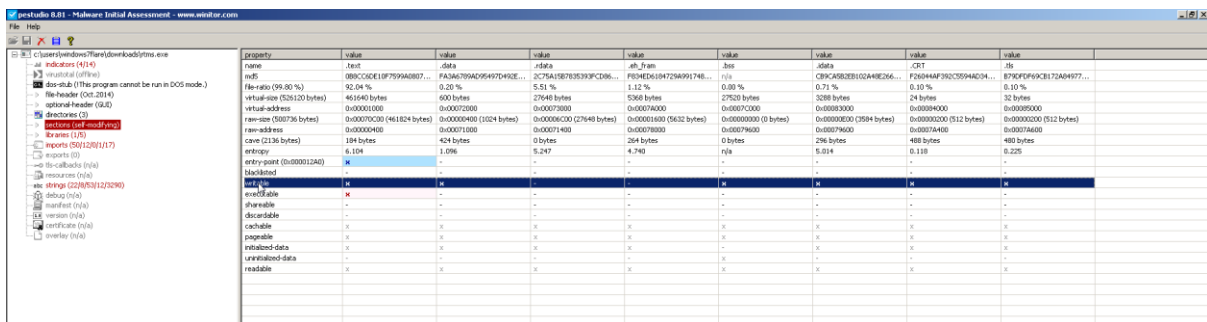 pestudio 8.81 - Malware Initial Assessment - www.winitor.com
File Help
c:\users\windows7flare\downloads\rtms.exe
indicators (4/14)
virustotal (offline)
dos-stub (!This program cannot be run in DOS mode.)
file-header (Oct.2014)
optional-header (GUI)
directories (3)
sections (self-modifying)
libraries (1/5)
imports (50/12/0/1/17)
exports (0)
tls-callbacks (n/a)
resources (n/a)
abc strings (22/8/53/12/3290)
debug (n/a)
manifest (n/a)
version (n/a)
certificate (n/a)
overlay (n/a)
property value value value value value value value value
name .text .data .rdata .eh_fram .bss .idata .CRT .tls
md5 0B8CC6DE10F7599A0807... FA3A6789AD95497D492E... 2C75A15B7835393FCD86... F834ED6184729A991748... n/a CB9CA5B2EB102A48E266... F26044AF392C5594AD34... B79DFDF69CB172A84977...
file-ratio (99.80 %) 92.04 % 0.20 % 5.51 % 1.12 % 0.00 % 0.71 % 0.10 % 0.10 %
virtual-size (526120 bytes) 461640 bytes 600 bytes 27648 bytes 5368 bytes 27520 bytes 3288 bytes 24 bytes 32 bytes
virtual-address 0x00001000 0x00072000 0x00073000 0x0007A000 0x0007C000 0x00083000 0x00084000 0x00085000
raw-size (500736 bytes) 0x00070C00 (461824 bytes) 0x00000400 (1024 bytes) 0x00006C00 (27648 bytes) 0x00001600 (5632 bytes) 0x00000000 (0 bytes) 0x00000E00 (3584 bytes) 0x00000200 (512 bytes) 0x00000200 (512 bytes)
raw-address 0x00000400 0x00071000 0x00071400 0x00078000 0x00079600 0x00079600 0x0007A400 0x0007A600
cave (2136 bytes) 184 bytes 424 bytes 0 bytes 264 bytes 0 bytes 296 bytes 488 bytes 480 bytes
entropy 6.104 1.096 5.247 4.740 n/a 5.014 0.118 0.225
entry-point (0x000012A0) x - - - - - - -
blacklisted - - - - - - - -
writable x x - - x x x x
executable x - - - - - - -
shareable - - - - - - - -
discardable - - - - - - - -
cachable x x x x x x x x
pageable x x x x x x x x
initialized-data x x x x - x x x
uninitialized-data - - - - x - - -
readable x x x x x x x x